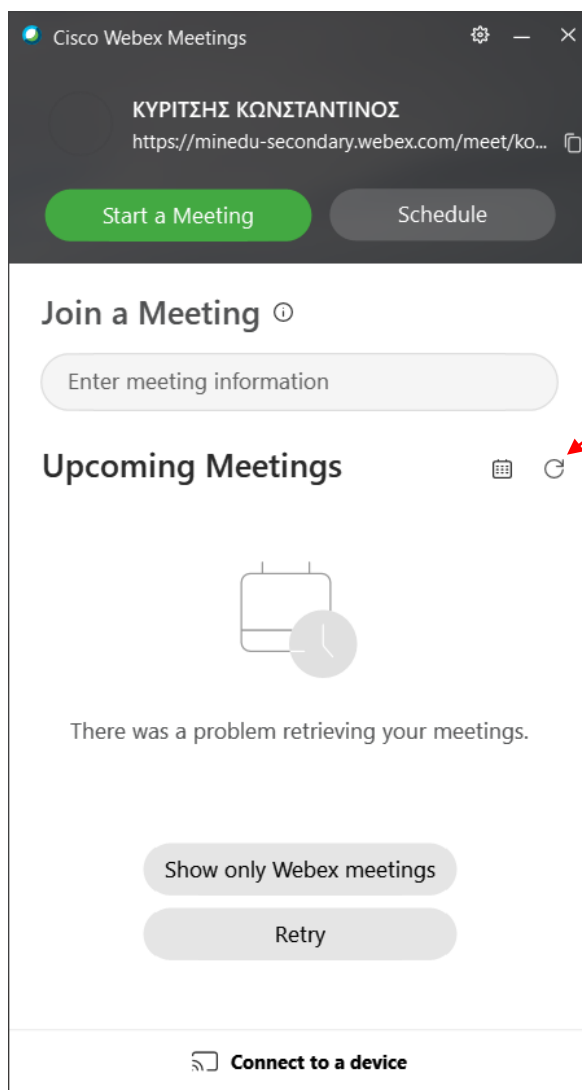 Cisco Webex Meetings
ΚΥΡΙΤΣΗΣ ΚΩΝΣΤΑΝΤΙΝΟΣ
https://minedu-secondary.webex.com/meet/ko...
Start a Meeting
Schedule
Join a Meeting
Enter meeting information
Upcoming Meetings
There was a problem retrieving your meetings.
Show only Webex meetings
Retry
Connect to a device